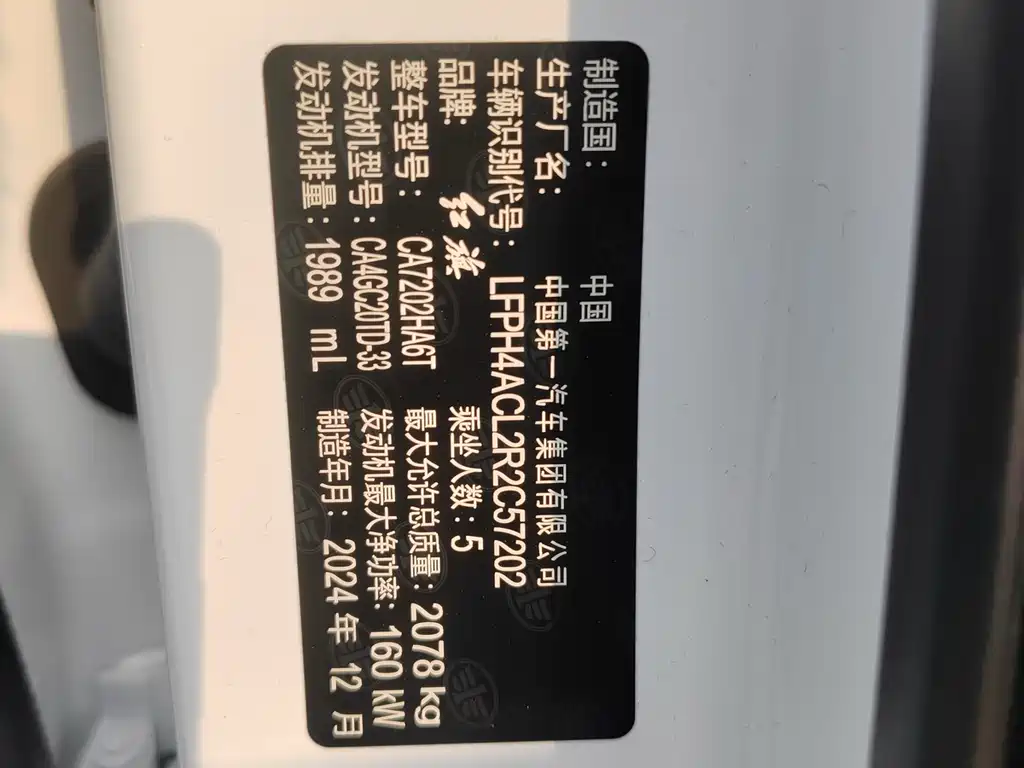 制造国: 中国
生产厂名: 中国第一汽车集团有限公司
车辆识别代号: LFPH4ACL2R2C57202
品牌: 红旗 乘坐人数: 5
整车型号: CA7202HA6T 最大允许总质量: 2078 kg
发动机型号: CA4GC20TD-33 发动机最大净功率: 160 kW
发动机排量: 1989 mL 制造年月: 2024 年 12 月